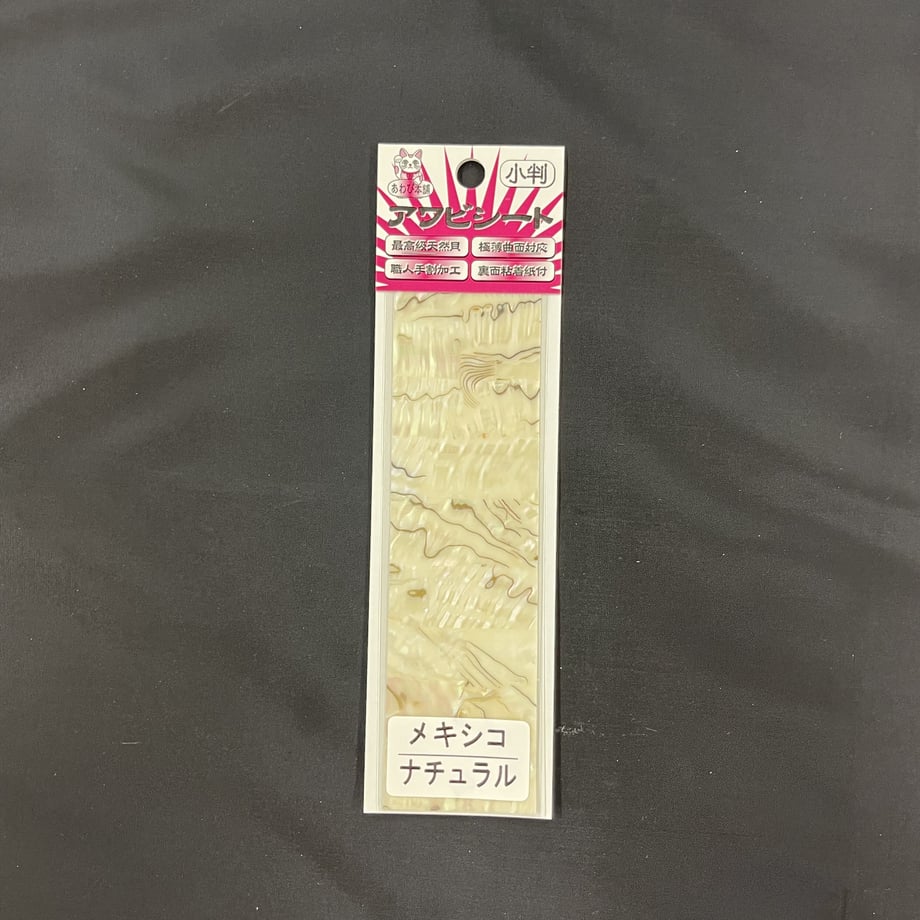 小判
あわび本舗
アワビシート
最高級天然貝
極薄曲面対応
職人手割加工
裏面粘着紙付
メキシコ
ナチュラル